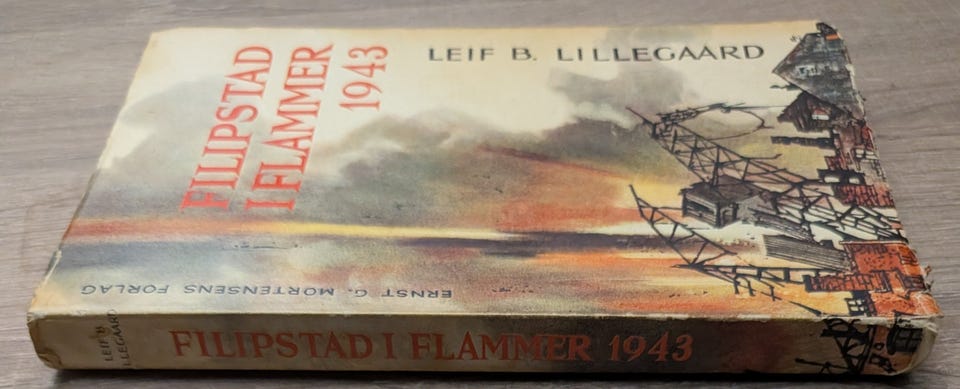 LEIF B. LILLEGAARD
FILIPSTAD
I FLAMMER
1943
ERNST G. MORTENSENS FORLAG
LEIF B.
LILLEGAARD
FILIPSTAD I FLAMMER 1943